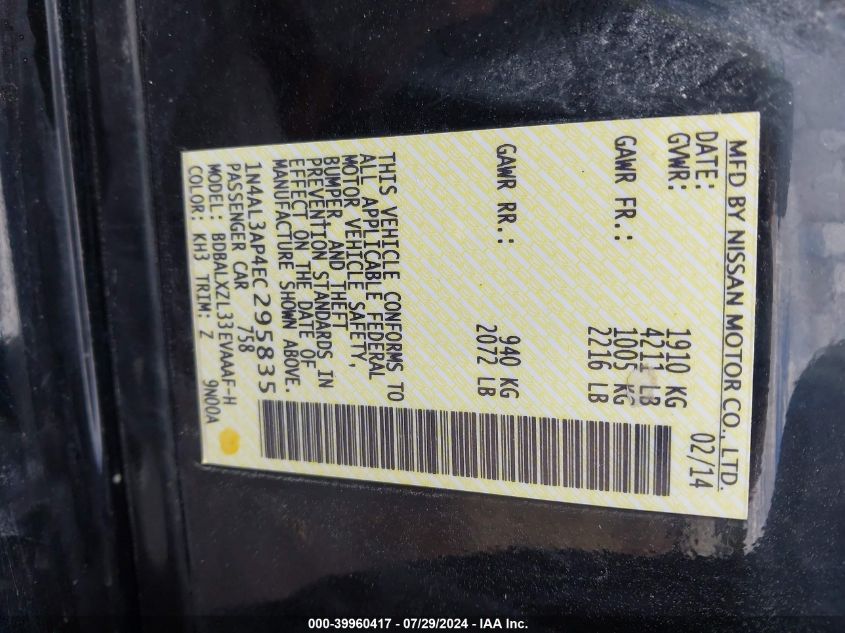 MFD BY NISSAN MOTOR CO., LTD.
DATE: 02/14
GVWR: 1910 KG
4211 LB
GAWR FR.: 1005 KG
2216 LB
GAWR RR.: 940 KG
2072 LB
THIS VEHICLE CONFORMS TO
ALL APPLICABLE FEDERAL
MOTOR VEHICLE SAFETY,
BUMPER AND THEFT
PREVENTION STANDARDS IN
EFFECT ON THE DATE OF
MANUFACTURE SHOWN ABOVE.
1N4AL3AP4EC295835
PASSENGER CAR 758
MODEL: BDBALXZL33EVAAAF-H
COLOR: KH3 TRIM: Z 9N00A
000-39960417 - 07/29/2024 - IAA Inc.